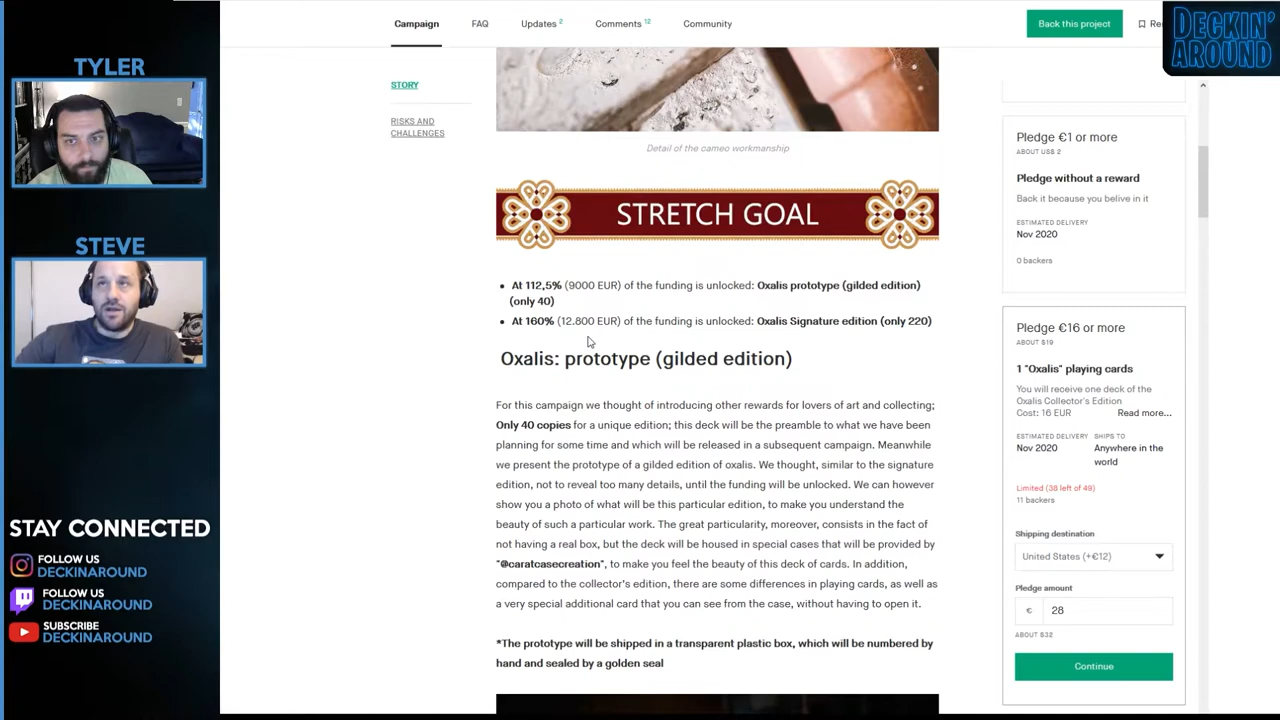 TYLER
STEVE
STAY CONNECTED
FOLLOW US
DECKINAROUND
FOLLOW US
DECKINAROUND
SUBSCRIBE
DECKINAROUND
Campaign FAQ Updates 2 Comments 12 Community
Back this project
DECKIN'
AROUND
STORY
RISKS AND
CHALLENGES
Detail of the cameo workmanship
STRETCH GOAL
• At 112,5% (9000 EUR) of the funding is unlocked: Oxalis prototype (gilded edition)
(only 40)
• At 160% (12.800 EUR) of the funding is unlocked: Oxalis Signature edition (only 220)
Oxalis: prototype (gilded edition)
For this campaign we thought of introducing other rewards for lovers of art and collecting;
Only 40 copies for a unique edition; this deck will be the preamble to what we have been
planning for some time and which will be released in a subsequent campaign. Meanwhile
we present the prototype of a gilded edition of oxalis. We thought, similar to the signature
edition, not to reveal too many details, until the funding will be unlocked. We can however
show you a photo of what will be this particular edition, to make you understand the
beauty of such a particular work. The great particularity, moreover, consists in the fact of
not having a real box, but the deck will be housed in special cases that will be provided by
"@caratcasecreation", to make you feel the beauty of this deck of cards. In addition,
compared to the collector's edition, there are some differences in playing cards, as well as
a very special additional card that you can see from the case, without having to open it.
*The prototype will be shipped in a transparent plastic box, which will be numbered by
hand and sealed by a golden seal
Pledge €1 or more
ABOUT US$ 2
Pledge without a reward
Back it because you belive in it
ESTIMATED DELIVERY
Nov 2020
0 backers
Pledge €16 or more
ABOUT $19
1 "Oxalis" playing cards
You will receive one deck of the
Oxalis Collector's Edition
Cost: 16 EUR Read more...
ESTIMATED DELIVERY SHIPS TO
Nov 2020 Anywhere in the
world
Limited (38 left of 49)
11 backers
Shipping destination
United States (+€12)
Pledge amount
€ 28
ABOUT $32
Continue